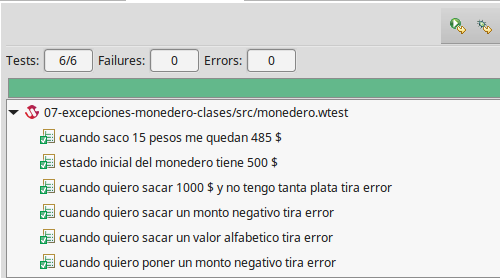 Tests: 6/6 Failures: 0 Errors: 0
07-excepciones-monedero-clases/src/monedero.wtest
cuando saco 15 pesos me quedan 485 $
estado inicial del monedero tiene 500 $
cuando quiero sacar 1000 $ y no tengo tanta plata tira error
cuando quiero sacar un monto negativo tira error
cuando quiero sacar un valor alfabetico tira error
cuando quiero poner un monto negativo tira error